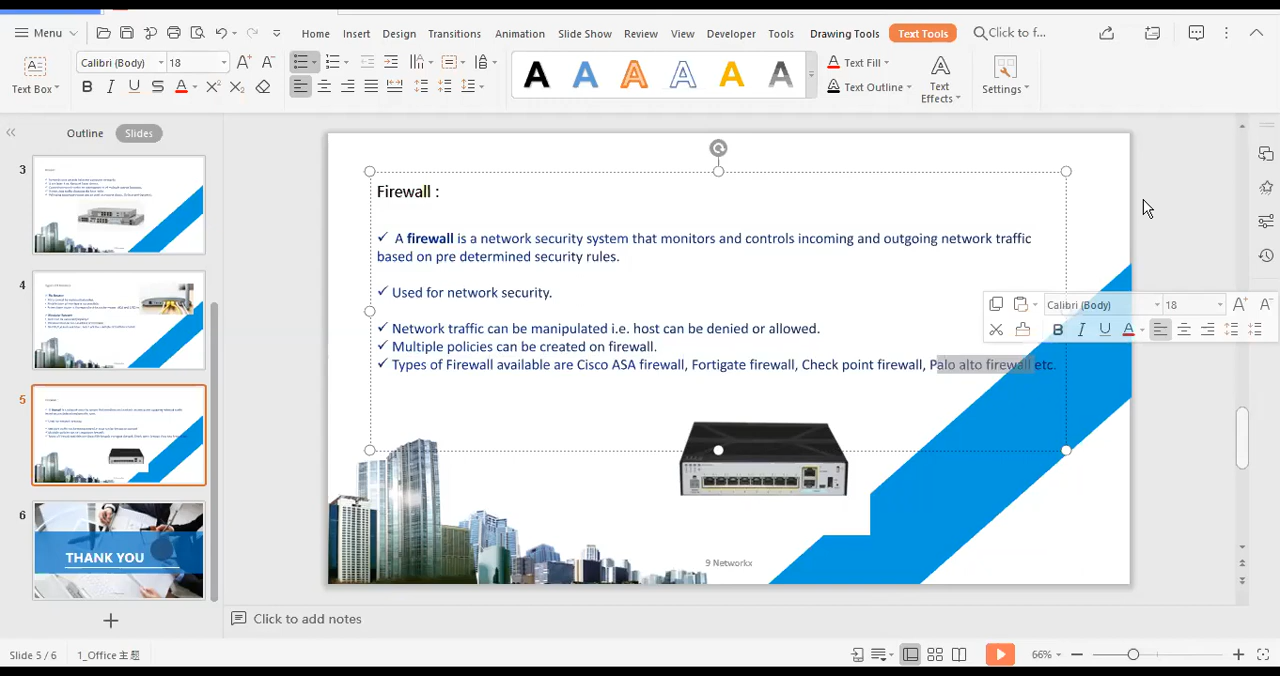 Menu
Home Insert Design Transitions Animation Slide Show Review View Developer Tools Drawing Tools Text Tools Click to f...
Text Box
Calibri (Body) 18
B I U S A X² X₂
A A A A A A
Text Fill
Text Outline
Text Effects
Settings
Outline Slides
3
4
5
6
THANK YOU
Firewall :
✓ A firewall is a network security system that monitors and controls incoming and outgoing network traffic
based on pre determined security rules.
✓ Used for network security.
✓ Network traffic can be manipulated i.e. host can be denied or allowed.
✓ Multiple policies can be created on firewall.
✓ Types of Firewall available are Cisco ASA firewall, Fortigate firewall, Check point firewall, Palo alto firewall etc.
Calibri (Body) 18
B I U A
9 Networkx
Click to add notes
Slide 5 / 6 1_Office 主题 66%